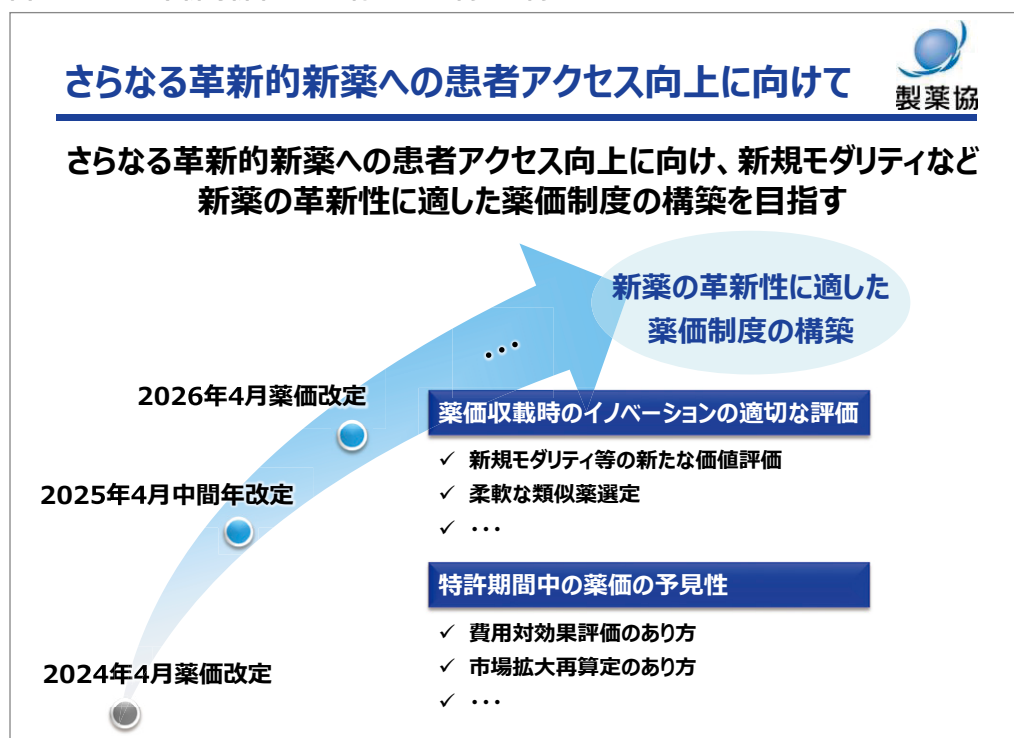 さらなる革新的新薬への患者アクセス向上に向けて
製薬協
さらなる革新的新薬への患者アクセス向上に向け、新規モダリティなど
新薬の革新性に適した薬価制度の構築を目指す
新薬の革新性に適した
薬価制度の構築
・・・
2026年4月薬価改定
薬価収載時のイノベーションの適切な評価
✓ 新規モダリティ等の新たな価値評価
2025年4月中間年改定
✓ 柔軟な類似薬選定
✓ ・・・
特許期間中の薬価の予見性
✓ 費用対効果評価のあり方
2024年4月薬価改定
✓ 市場拡大再算定のあり方
✓ ・・・